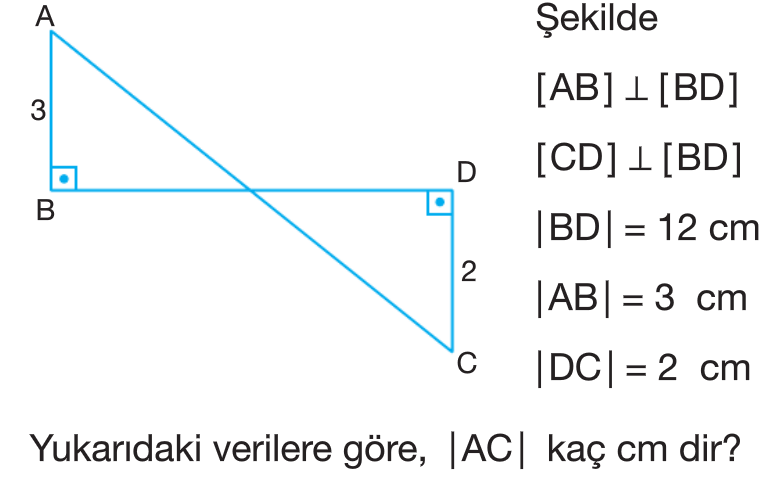 A
3
B
D
2
C
Şekilde
[AB] ⊥ [BD]
[CD] ⊥ [BD]
|BD| = 12 cm
|AB| = 3 cm
|DC| = 2 cm
Yukarıdaki verilere göre, |AC| kaç cm dir?